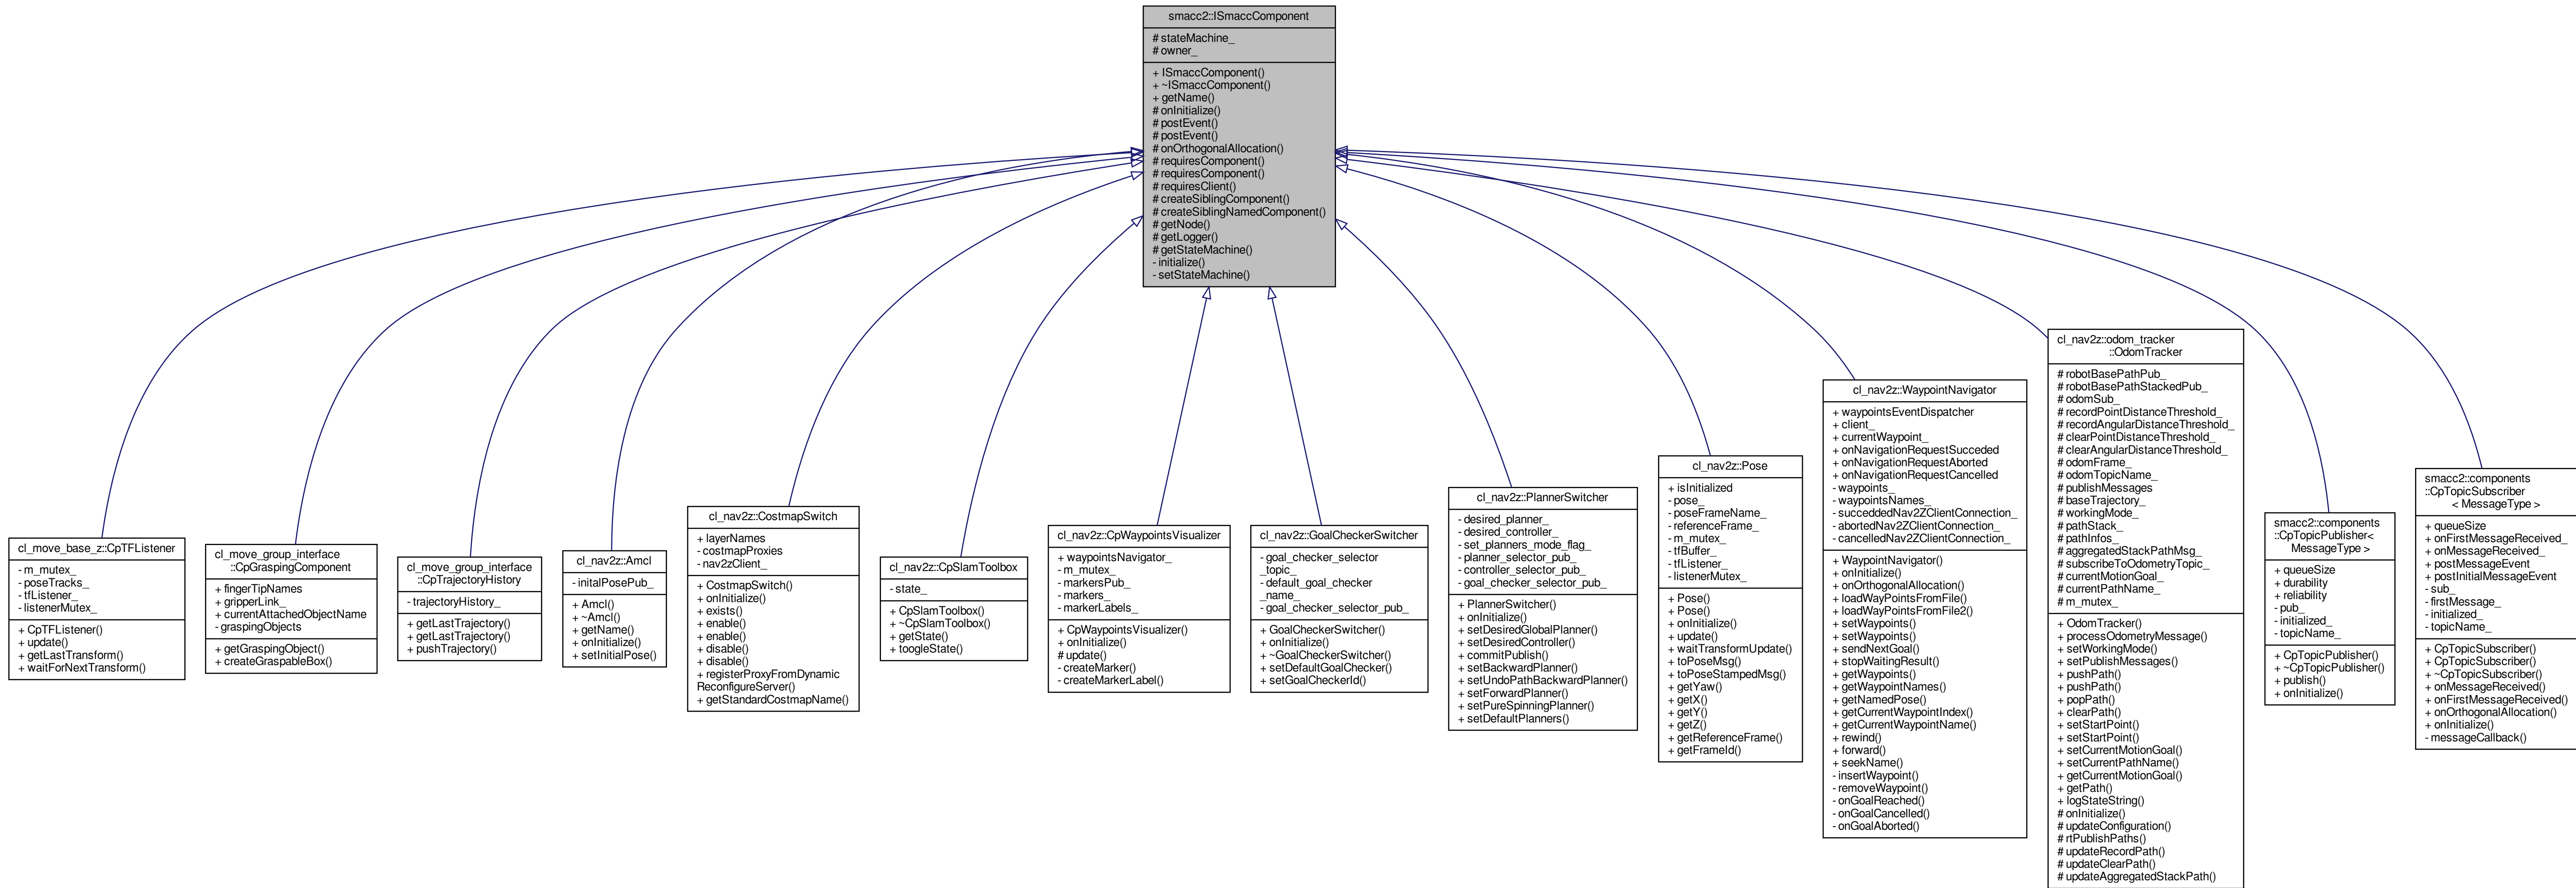 smacc2::ISmaccComponent
# stateMachine_
# owner_
+ ISmaccComponent()
+ ~ISmaccComponent()
+ getName()
# onInitialize()
# postEvent()
# postEvent()
# onOrthogonalAllocation()
# requiresComponent()
# requiresComponent()
# requiresClient()
# createSiblingComponent()
# createSiblingNamedComponent()
# getNode()
# getLogger()
# getStateMachine()
- initialize()
- setStateMachine()
cl_move_base_z::CpTFListener
- m_mutex_
- poseTracks_
- tfListener_
- listenerMutex_
+ CpTFListener()
+ update()
+ getLastTransform()
+ waitForNextTransform()
cl_move_group_interface
::CpGraspingComponent
+ fingerTipNames
+ gripperLink_
+ currentAttachedObjectName
- graspingObjects
+ getGraspingObject()
+ createGraspableBox()
cl_move_group_interface
::CpTrajectoryHistory
- trajectoryHistory_
+ getLastTrajectory()
+ getLastTrajectory()
+ pushTrajectory()
cl_nav2z::Amcl
- initalPosePub_
+ Amcl()
+ ~Amcl()
+ getName()
+ onInitialize()
+ setInitialPose()
cl_nav2z::CostmapSwitch
+ layerNames
- costmapProxies
- nav2zClient_
+ CostmapSwitch()
+ onInitialize()
+ exists()
+ enable()
+ enable()
+ disable()
+ disable()
+ registerProxyFromDynamic
ReconfigureServer()
+ getStandardCostmapName()
cl_nav2z::CpSlamToolbox
- state_
+ CpSlamToolbox()
+ ~CpSlamToolbox()
+ getState()
+ toogleState()
cl_nav2z::CpWaypointsVisualizer
+ waypointsNavigator_
- m_mutex_
- markersPub_
- markers_
- markerLabels_
+ CpWaypointsVisualizer()
+ onInitialize()
# update()
- createMarker()
- createMarkerLabel()
cl_nav2z::GoalCheckerSwitcher
- goal_checker_selector
_topic_
- default_goal_checker
_name_
- goal_checker_selector_pub_
+ GoalCheckerSwitcher()
+ onInitialize()
+ ~GoalCheckerSwitcher()
+ setDefaultGoalChecker()
+ setGoalCheckerId()
cl_nav2z::PlannerSwitcher
- desired_planner_
- desired_controller_
- set_planners_mode_flag_
- planner_selector_pub_
- controller_selector_pub_
- goal_checker_selector_pub_
+ PlannerSwitcher()
+ onInitialize()
+ setDesiredGlobalPlanner()
+ setDesiredController()
+ commitPublish()
+ setBackwardPlanner()
+ setUndoPathBackwardPlanner()
+ setForwardPlanner()
+ setPureSpinningPlanner()
+ setDefaultPlanners()
cl_nav2z::Pose
+ isInitialized
- pose_
- poseFrameName_
- referenceFrame_
- m_mutex_
- tfBuffer_
- tfListener_
- listenerMutex_
+ Pose()
+ Pose()
+ onInitialize()
+ update()
+ waitTransformUpdate()
+ toPoseMsg()
+ toPoseStampedMsg()
+ getYaw()
+ getX()
+ getY()
+ getZ()
+ getReferenceFrame()
+ getFrameId()
cl_nav2z::WaypointNavigator
+ waypointsEventDispatcher
+ client_
+ currentWaypoint_
+ onNavigationRequestSucceded
+ onNavigationRequestAborted
+ onNavigationRequestCancelled
- waypoints_
- waypointsNames_
- succeddedNav2ZClientConnection_
- abortedNav2ZClientConnection_
- cancelledNav2ZClientConnection_
+ WaypointNavigator()
+ onInitialize()
+ onOrthogonalAllocation()
+ loadWayPointsFromFile()
+ loadWayPointsFromFile2()
+ setWaypoints()
+ setWaypoints()
+ sendNextGoal()
+ stopWaitingResult()
+ getWaypoints()
+ getWaypointNames()
+ getNamedPose()
+ getCurrentWaypointIndex()
+ getCurrentWaypointName()
+ rewind()
+ forward()
+ seekName()
- insertWaypoint()
- removeWaypoint()
- onGoalReached()
- onGoalCancelled()
- onGoalAborted()
cl_nav2z::odom_tracker
::OdomTracker
# robotBasePathPub_
# robotBasePathStackedPub_
# odomSub_
# recordPointDistanceThreshold_
# recordAngularDistanceThreshold_
# clearPointDistanceThreshold_
# clearAngularDistanceThreshold_
# odomFrame_
# odomTopicName_
# publishMessages
# baseTrajectory_
# workingMode_
# pathStack_
# pathInfos_
# aggregatedStackPathMsg_
# subscribeToOdometryTopic_
# currentMotionGoal_
# currentPathName_
# m_mutex_
+ OdomTracker()
+ processOdometryMessage()
+ setWorkingMode()
+ setPublishMessages()
+ pushPath()
+ pushPath()
+ popPath()
+ clearPath()
+ setStartPoint()
+ setStartPoint()
+ setCurrentMotionGoal()
+ setCurrentPathName()
+ getCurrentMotionGoal()
+ getPath()
+ logStateString()
# onInitialize()
# updateConfiguration()
# rtPublishPaths()
# updateRecordPath()
# updateClearPath()
# updateAggregatedStackPath()
smacc2::components
::CpTopicPublisher<
MessageType >
+ queueSize
+ durability
+ reliability
- pub_
- initialized_
- topicName_
+ CpTopicPublisher()
+ ~CpTopicPublisher()
+ publish()
+ onInitialize()
smacc2::components
::CpTopicSubscriber
< MessageType >
+ queueSize
+ onFirstMessageReceived_
+ onMessageReceived_
+ postMessageEvent
+ postInitialMessageEvent
- sub_
- firstMessage_
- initialized_
- topicName_
+ CpTopicSubscriber()
+ CpTopicSubscriber()
+ ~CpTopicSubscriber()
+ onMessageReceived()
+ onFirstMessageReceived()
+ onOrthogonalAllocation()
+ onInitialize()
- messageCallback()